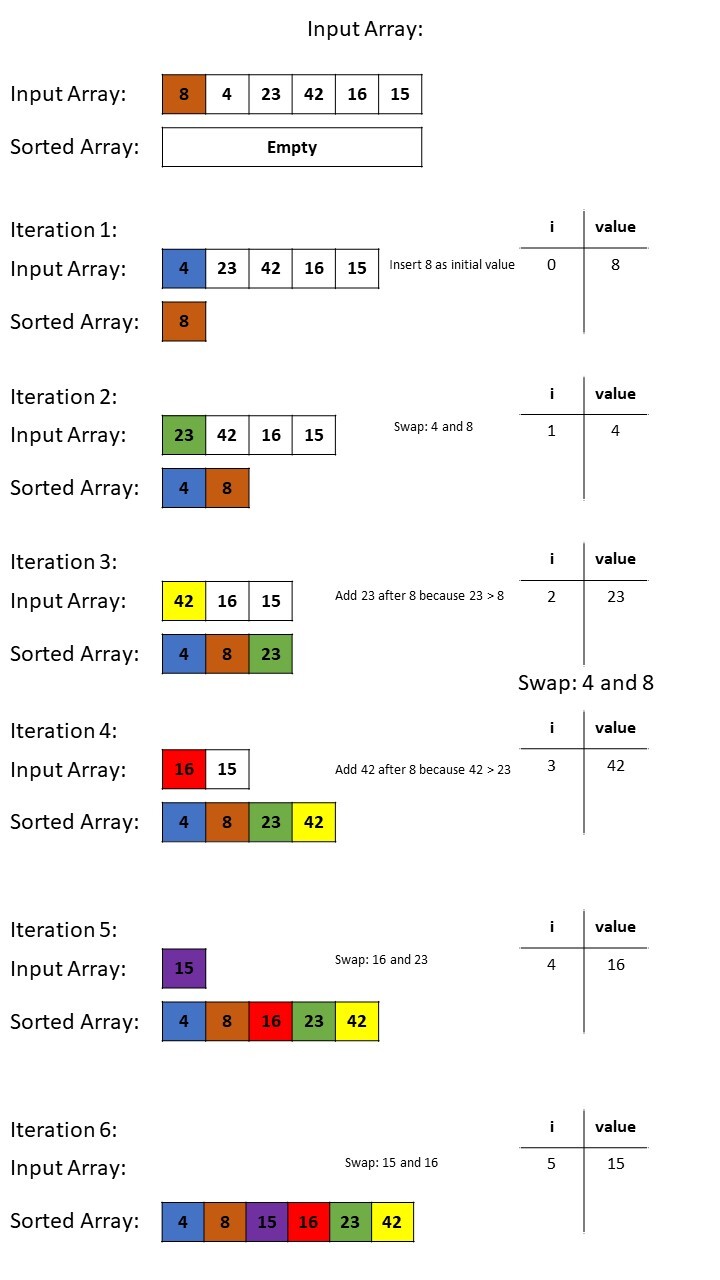 Input Array:
Input Array: 8 4 23 42 16 15
Sorted Array: Empty
Iteration 1:
i value
Input Array: 4 23 42 16 15 Insert 8 as initial value 0 8
Sorted Array: 8
Iteration 2:
i value
Input Array: 23 42 16 15 Swap: 4 and 8 1 4
Sorted Array: 4 8
Iteration 3:
i value
Input Array: 42 16 15 Add 23 after 8 because 23 > 8 2 23
Sorted Array: 4 8 23
Swap: 4 and 8
Iteration 4:
i value
Input Array: 16 15 Add 42 after 8 because 42 > 23 3 42
Sorted Array: 4 8 23 42
Iteration 5:
i value
Input Array: 15 Swap: 16 and 23 4 16
Sorted Array: 4 8 16 23 42
Iteration 6:
i value
Input Array: Swap: 15 and 16 5 15
Sorted Array: 4 8 15 16 23 42